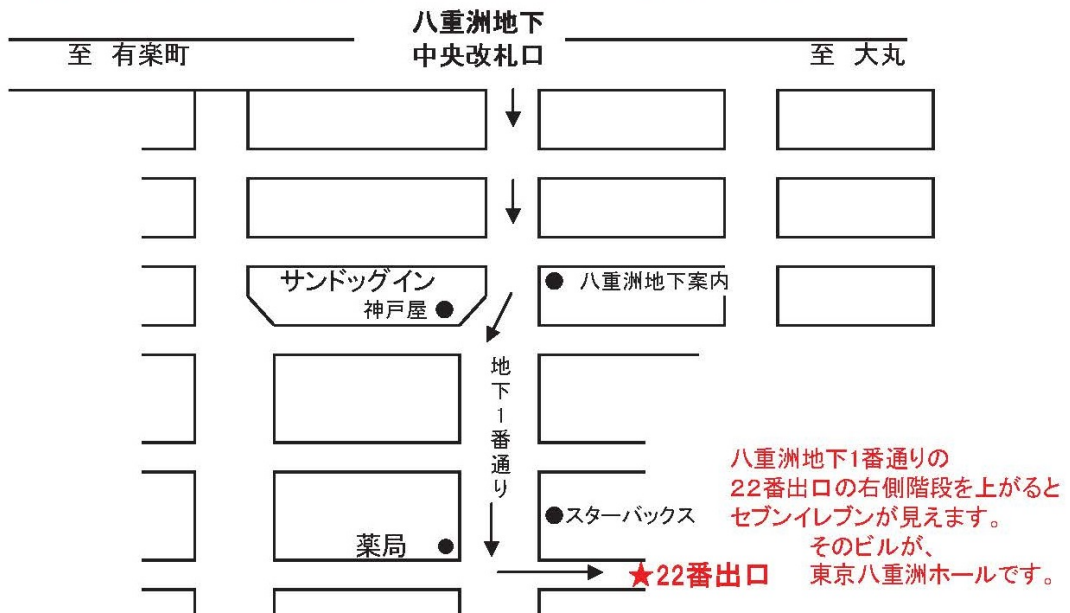 八重洲地下
中央改札口
至 有楽町
至 大丸
サンドッグイン
神戸屋
八重洲地下案内
地下1番通り
スターバックス
薬局
★22番出口
八重洲地下1番通りの
22番出口の右側階段を上がると
セブンイレブンが見えます。
そのビルが、
東京八重洲ホールです。